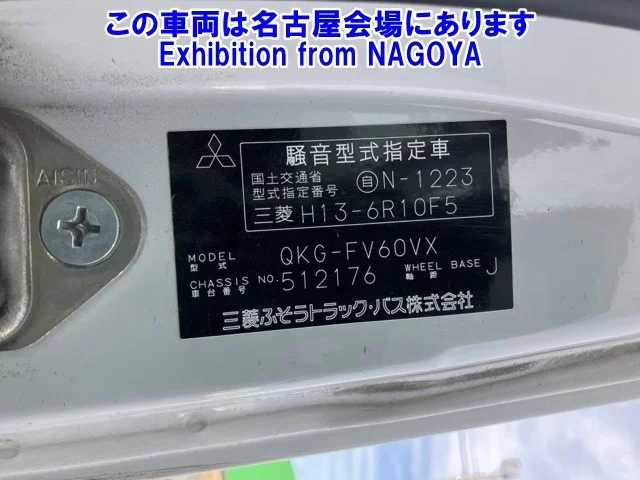 この車両は名古屋会場にあります
Exhibition from NAGOYA
AISIN
騒音型式指定車
国土交通省
型式指定番号 自N-1223
三菱 H13-6R10F5
MODEL
型式 QKG-FV60VX
CHASSIS NO.
車台番号 512176 WHEEL BASE
軸距 J
三菱ふそうトラック・バス株式会社